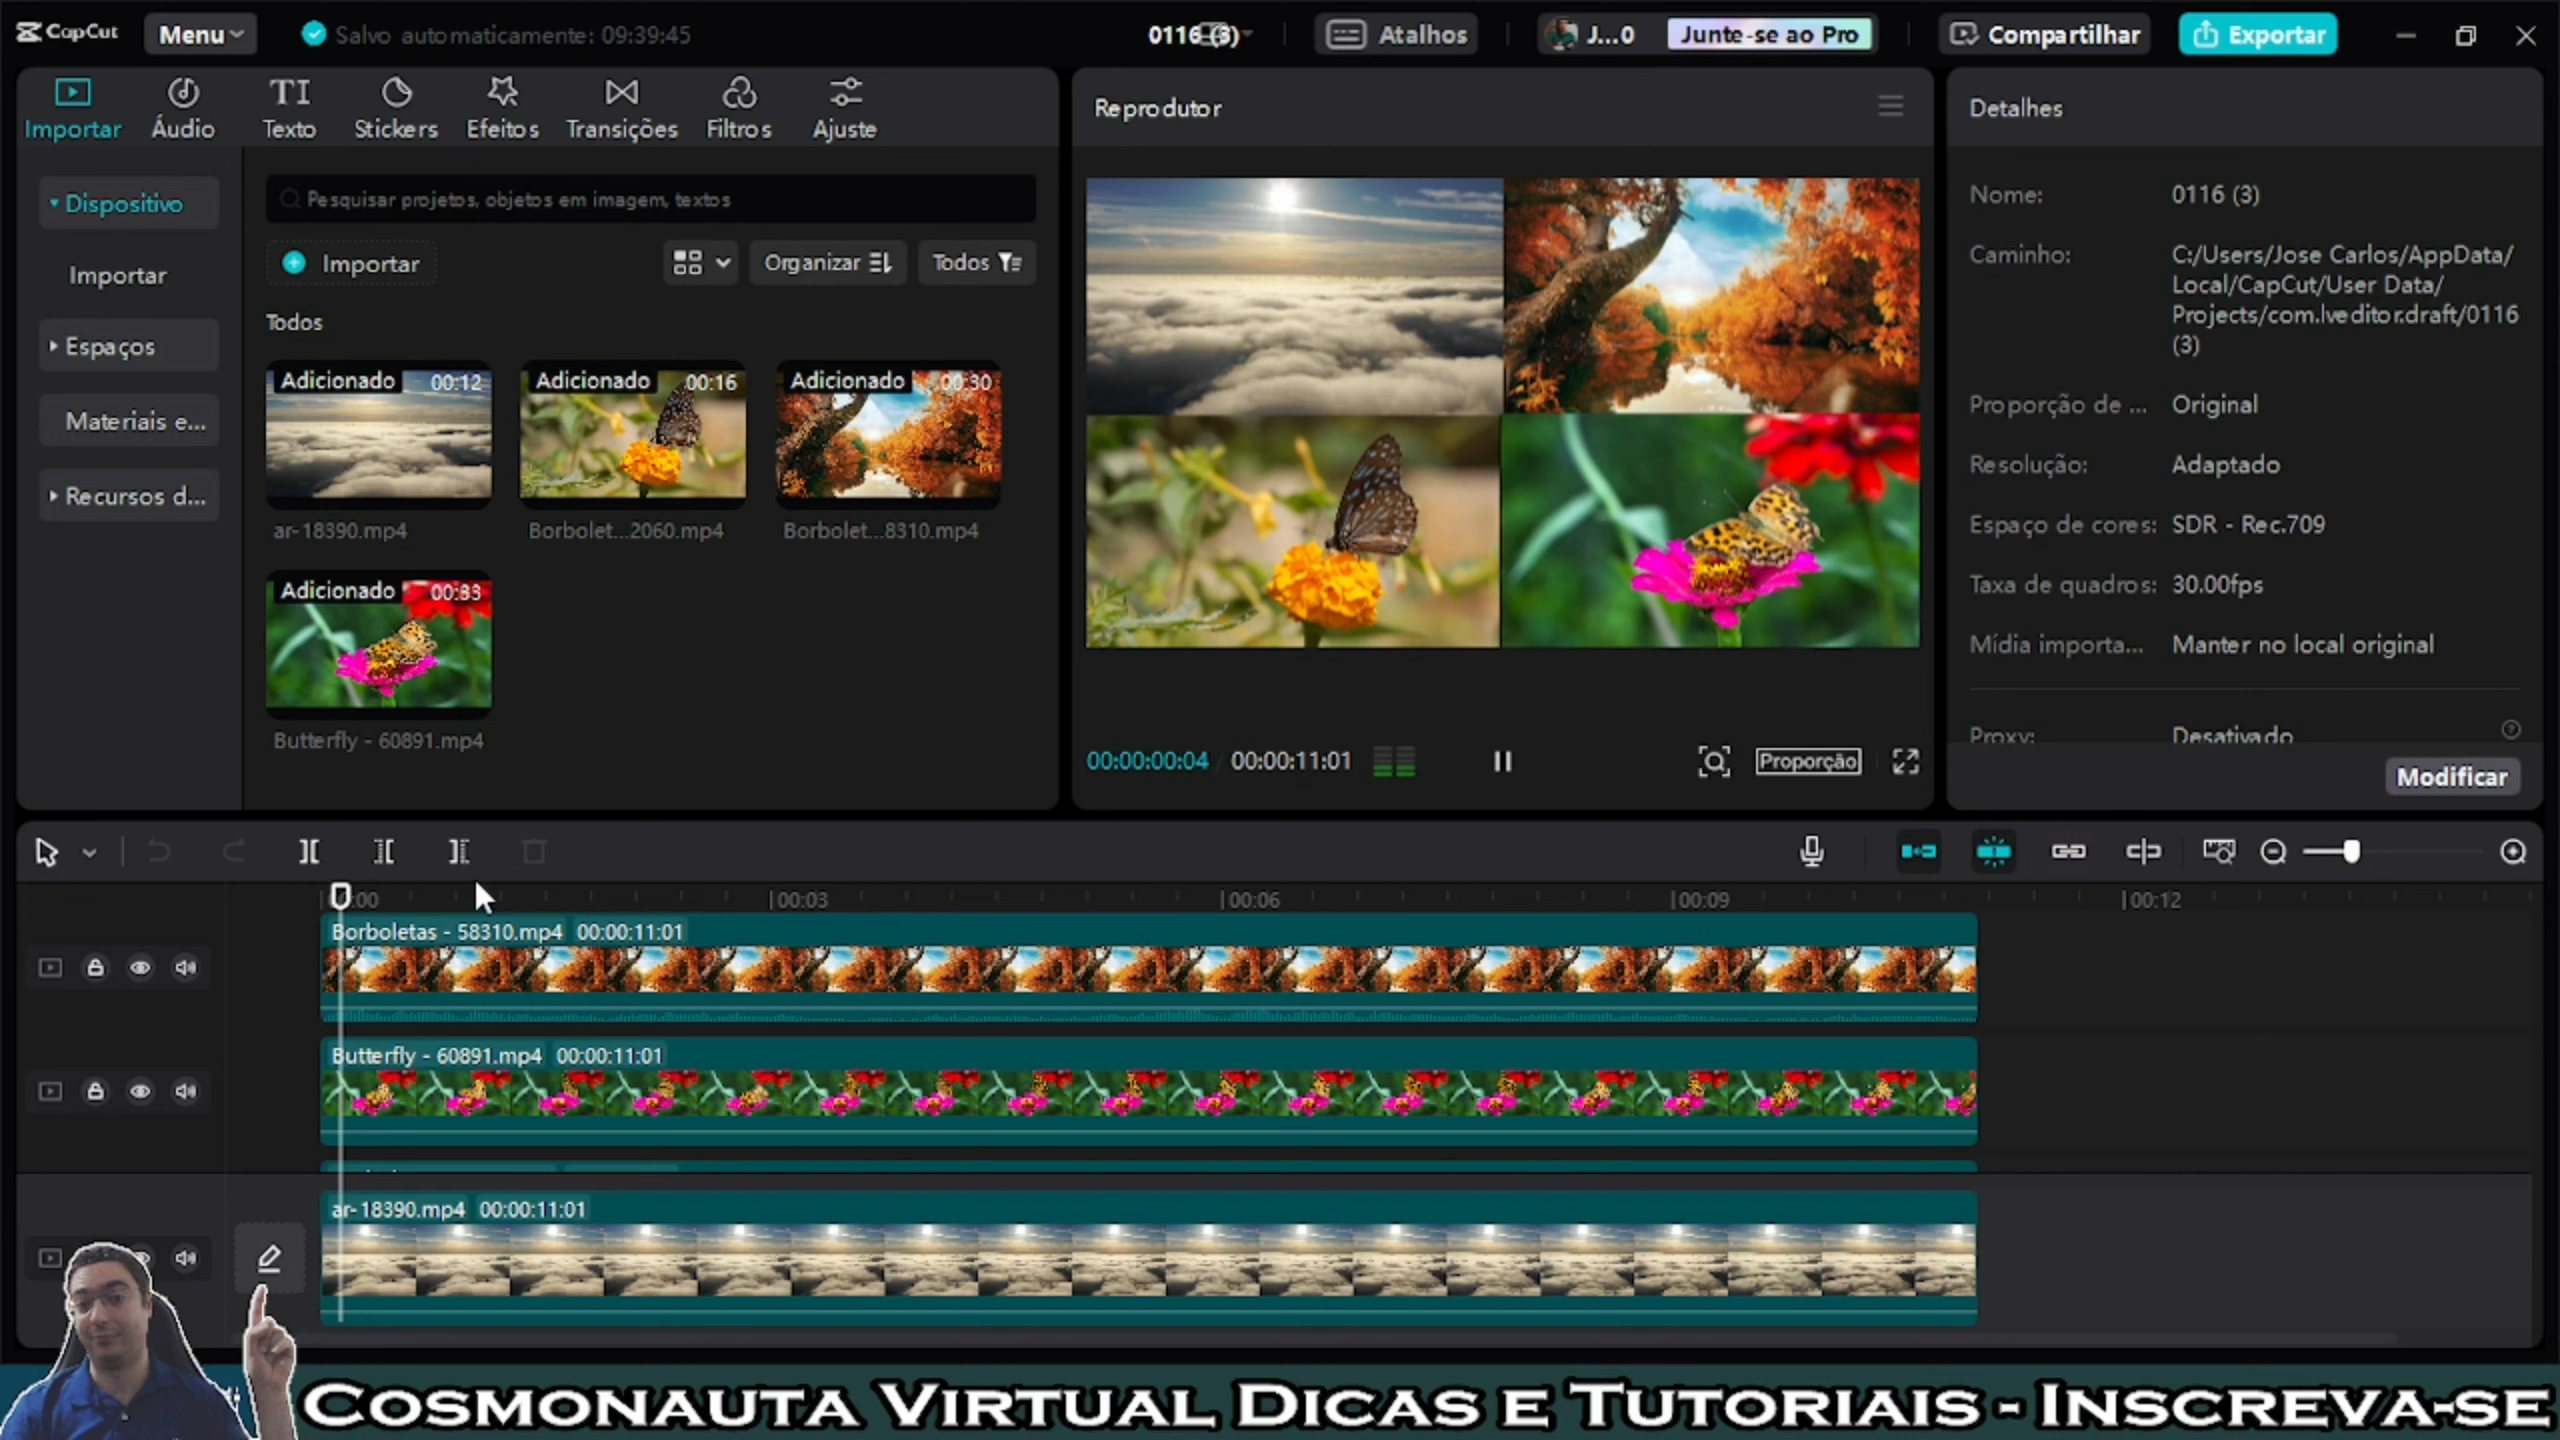 CapCut
Menu
Salvo automaticamente: 09:39:45
0116 (3)
Atalhos
J...0
Junte-se ao Pro
Compartilhar
Exportar
Importar
Áudio
TI
Texto
Stickers
Efeitos
Transições
Filtros
Ajuste
Dispositivo
Importar
Espaços
Materiais e...
Recursos d...
Pesquisar projetos, objetos em imagem, textos
Importar
Organizar
Todos
Todos
Adicionado 00:12
Adicionado 00:16
Adicionado 00:30
ar-18390.mp4
Borbolet...2060.mp4
Borbolet...8310.mp4
Adicionado 00:33
Butterfly - 60891.mp4
Reprodutor
00:00:00:04 / 00:00:11:01
Proporção
Detalhes
Nome: 0116 (3)
Caminho: C:/Users/Jose Carlos/AppData/
Local/CapCut/User Data/
Projects/com.lveditor.draft/0116
(3)
Proporção de ... Original
Resolução: Adaptado
Espaço de cores: SDR - Rec.709
Taxa de quadros: 30.00fps
Mídia importa... Manter no local original
Proxy: Desativado
Modificar
00:03
00:06
00:09
00:12
Borboletas - 58310.mp4 00:00:11:01
Butterfly - 60891.mp4 00:00:11:01
ar-18390.mp4 00:00:11:01
Cosmonauta Virtual Dicas e Tutoriais - Inscreva-se